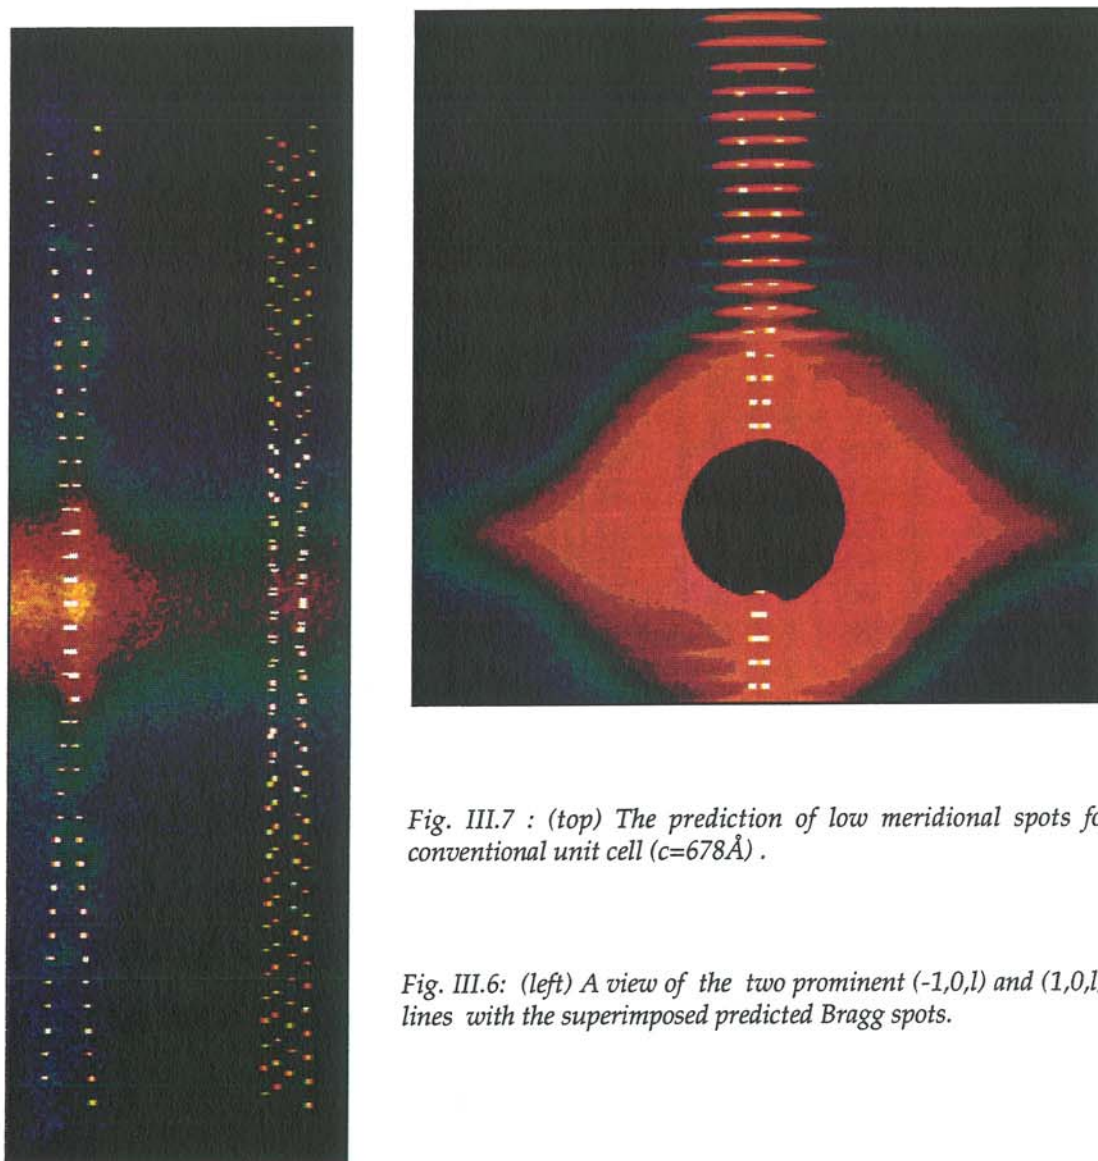 Fig. III.7 : (top) The prediction of low meridional spots fo
conventional unit cell (c=678Å) .
Fig. III.6: (left) A view of the two prominent (-1,0,l) and (1,0,l
lines with the superimposed predicted Bragg spots.